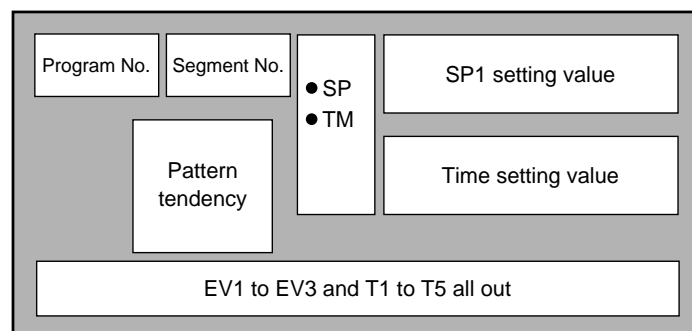 Program No.
Segment No.
● SP
● TM
SP1 setting value
Pattern
tendency
Time setting value
EV1 to EV3 and T1 to T5 all out